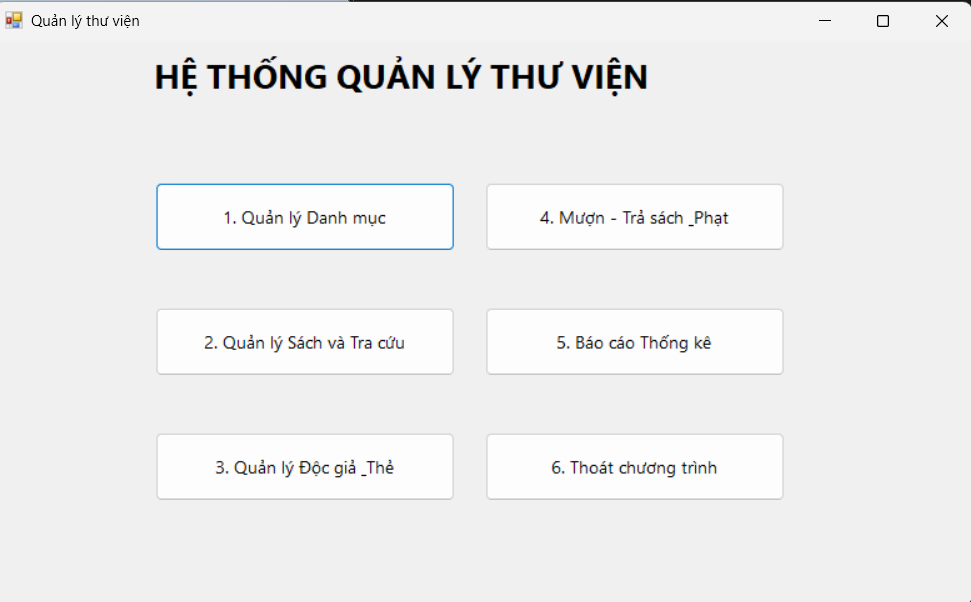 Quản lý thư viện
HỆ THỐNG QUẢN LÝ THƯ VIỆN
1. Quản lý Danh mục
4. Mượn - Trả sách _Phạt
2. Quản lý Sách và Tra cứu
5. Báo cáo Thống kê
3. Quản lý Độc giả _Thẻ
6. Thoát chương trình